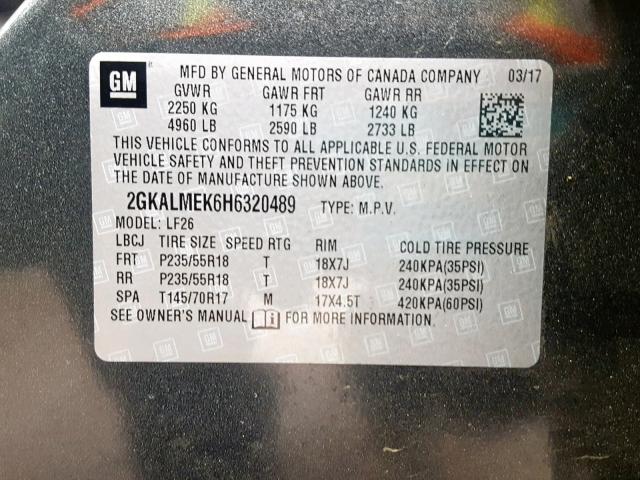 GM MFD BY GENERAL MOTORS OF CANADA COMPANY 03/17
GVWR GAWR FRT GAWR RR
2250 KG 1175 KG 1240 KG
4960 LB 2590 LB 2733 LB
THIS VEHICLE CONFORMS TO ALL APPLICABLE U.S. FEDERAL MOTOR
VEHICLE SAFETY AND THEFT PREVENTION STANDARDS IN EFFECT ON
THE DATE OF MANUFACTURE SHOWN ABOVE.
2GKALMEK6H6320489 TYPE: M.P.V.
MODEL: LF26
LBCJ TIRE SIZE SPEED RTG RIM COLD TIRE PRESSURE
FRT P235/55R18 T 18X7J 240KPA(35PSI)
RR P235/55R18 T 18X7J 240KPA(35PSI)
SPA T145/70R17 M 17X4.5T 420KPA(60PSI)
SEE OWNER'S MANUAL FOR MORE INFORMATION.